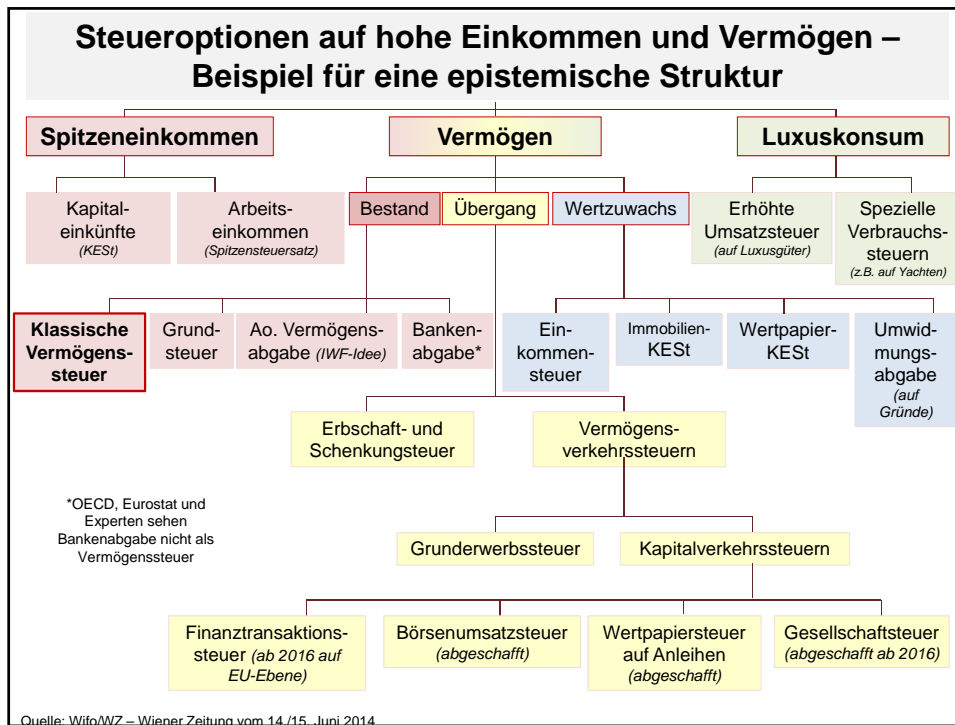 Steueroptionen auf hohe Einkommen und Vermögen –
Beispiel für eine epistemische Struktur
Spitzeneinkommen
Vermögen
Luxuskonsum
Kapital-
einkünfte
(KESt)
Arbeits-
einkommen
(Spitzensteuersatz)
Bestand
Übergang
Wertzuwachs
Erhöhte
Umsatzsteuer
(auf Luxusgüter)
Spezielle
Verbrauchs-
steuern
(z.B. auf Yachten)
Klassische
Vermögens-
steuer
Grund-
steuer
Ao. Vermögens-
abgabe (IWF-Idee)
Banken-
abgabe*
Ein-
kommen-
steuer
Immobilien-
KESt
Wertpapier-
KESt
Umwid-
mungs-
abgabe
(auf
Gründe)
Erbschaft- und
Schenkungsteuer
Vermögens-
verkehrssteuern
*OECD, Eurostat und
Experten sehen
Bankenabgabe nicht als
Vermögenssteuer
Grunderwerbssteuer
Kapitalverkehrssteuern
Finanztransaktions-
steuer (ab 2016 auf
EU-Ebene)
Börsenumsatzsteuer
(abgeschafft)
Wertpapiersteuer
auf Anleihen
(abgeschafft)
Gesellschaftsteuer
(abgeschafft ab 2016)
Quelle: Wifo/WZ – Wiener Zeitung vom 14./15. Juni 2014